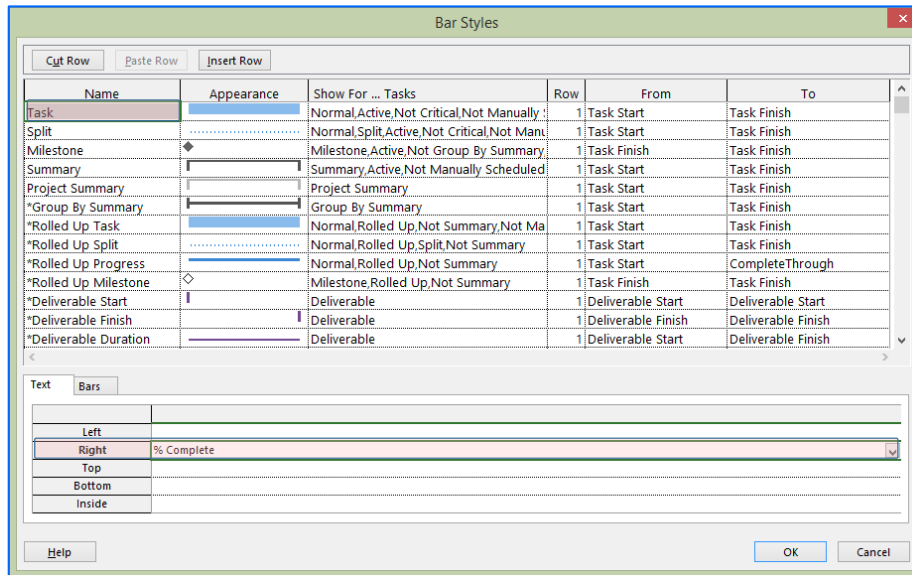 Bar Styles
Cut Row Paste Row Insert Row
Name Appearance Show For ... Tasks Row From To
Task Normal,Active,Not Critical,Not Manually 1 Task Start Task Finish
Split Normal,Split,Active,Not Critical,Not Manu 1 Task Start Task Finish
Milestone Milestone,Active,Not Group By Summary, 1 Task Finish Task Finish
Summary Summary,Active,Not Manually Scheduled 1 Task Start Task Finish
Project Summary Project Summary 1 Task Start Task Finish
*Group By Summary Group By Summary 1 Task Start Task Finish
*Rolled Up Task Normal,Rolled Up,Not Summary,Not Ma 1 Task Start Task Finish
*Rolled Up Split Normal,Rolled Up,Split,Not Summary 1 Task Start Task Finish
*Rolled Up Progress Normal,Rolled Up,Not Summary 1 Task Start CompleteThrough
*Rolled Up Milestone Milestone,Rolled Up,Not Summary 1 Task Finish Task Finish
*Deliverable Start Deliverable 1 Deliverable Start Deliverable Start
*Deliverable Finish Deliverable 1 Deliverable Finish Deliverable Finish
*Deliverable Duration Deliverable 1 Deliverable Start Deliverable Finish
Text Bars
Left
Right % Complete
Top
Bottom
Inside
Help OK Cancel